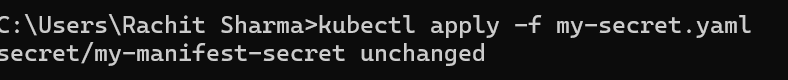 C:\Users\Rachit Sharma>kubectl apply -f my-secret.yaml
secret/my-manifest-secret unchanged